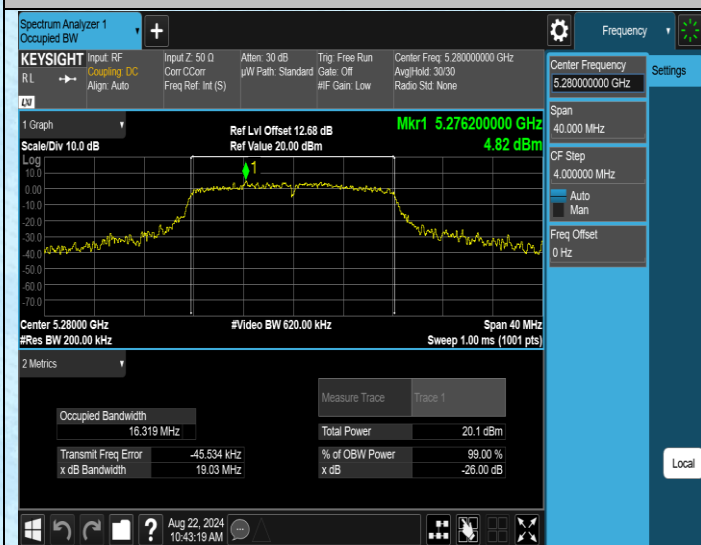 Spectrum Analyzer 1
Occupied BW
+
Frequency
KEYSIGHT
RL
LXI
Input: RF
Coupling: DC
Align: Auto
Input Z: 50 Ω
Corr CCorr
Freq Ref: Int (S)
Atten: 30 dB
µW Path: Standard
Trig: Free Run
Gate: Off
#IF Gain: Low
Center Freq: 5.280000000 GHz
Avg|Hold: 30/30
Radio Std: None
Center Frequency
5.280000000 GHz
Settings
Span
40.000 MHz
CF Step
4.000000 MHz
Auto
Man
Freq Offset
0 Hz
Local
1 Graph
Scale/Div 10.0 dB
Ref Lvl Offset 12.68 dB
Ref Value 20.00 dBm
Mkr1 5.276200000 GHz
4.82 dBm
Log
1
10.0
0.00
-10.0
-20.0
-30.0
-40.0
-50.0
-60.0
-70.0
Center 5.28000 GHz
#Res BW 200.00 kHz
#Video BW 620.00 kHz
Span 40 MHz
Sweep 1.00 ms (1001 pts)
2 Metrics
Measure Trace Trace 1
Occupied Bandwidth
16.319 MHz
Total Power 20.1 dBm
Transmit Freq Error -45.534 kHz
x dB Bandwidth 19.03 MHz
% of OBW Power 99.00 %
x dB -26.00 dB
?
Aug 22, 2024
10:43:19 AM